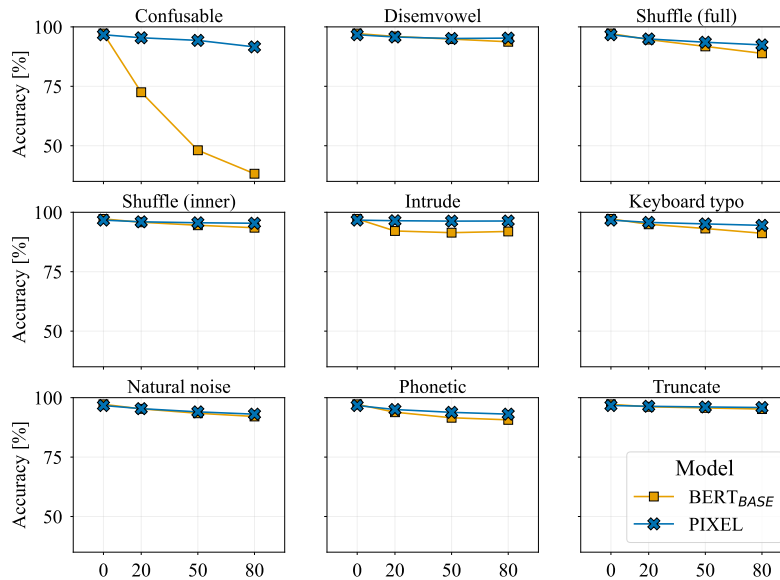 Confusable Disemvowel Shuffle (full)
100
75
50
Accuracy [%]
Shuffle (inner) Intrude Keyboard typo
100
75
50
Accuracy [%]
Natural noise Phonetic Truncate
100
75
50
Accuracy [%]
Model
BERT_BASE
PIXEL
0 20 50 80 0 20 50 80 0 20 50 80